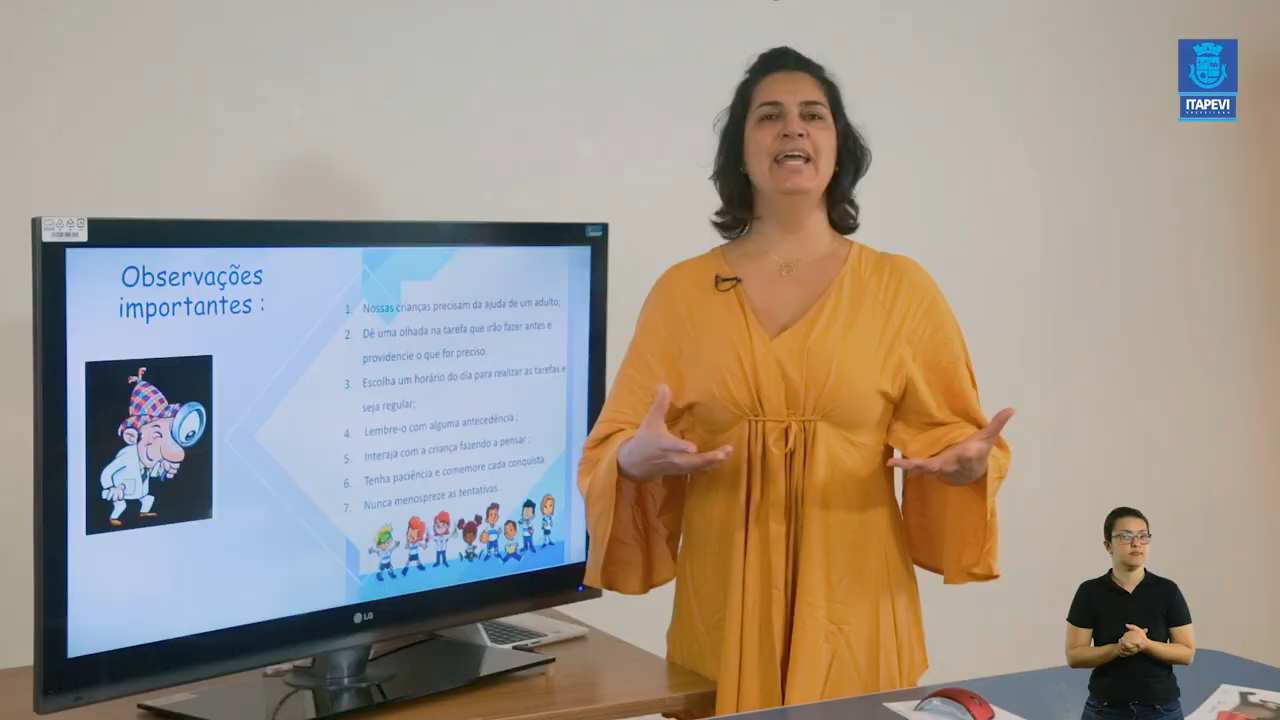 Observações
importantes :
1 Nossas crianças precisam da ajuda de um adulto;
2. Dê uma olhada na tarefa que irão fazer antes e
providencie o que for preciso.
3. Escolha um horário do dia para realizar as tarefas e
seja regular;
4. Lembre-o com alguma antecedência ;
5. Interaja com a criança fazendo a pensar ;
6. Tenha paciência e comemore cada conquista.
7. Nunca menospreze as tentativas
LG
ITAPEVI
PREFEITURA